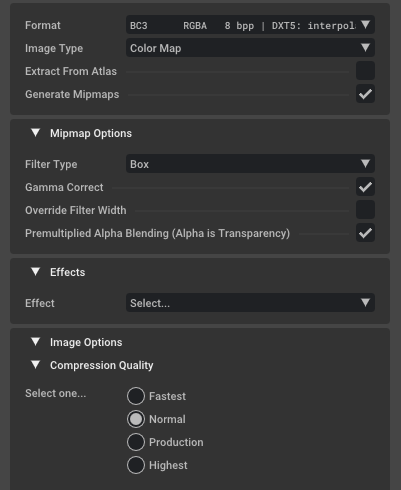 Format BC3 RGBA 8 bpp | DXT5: interpol
Image Type Color Map
Extract From Atlas
Generate Mipmaps
Mipmap Options
Filter Type Box
Gamma Correct
Override Filter Width
Premultiplied Alpha Blending (Alpha is Transparency)
Effects
Effect Select...
Image Options
Compression Quality
Select one... Fastest
Normal
Production
Highest